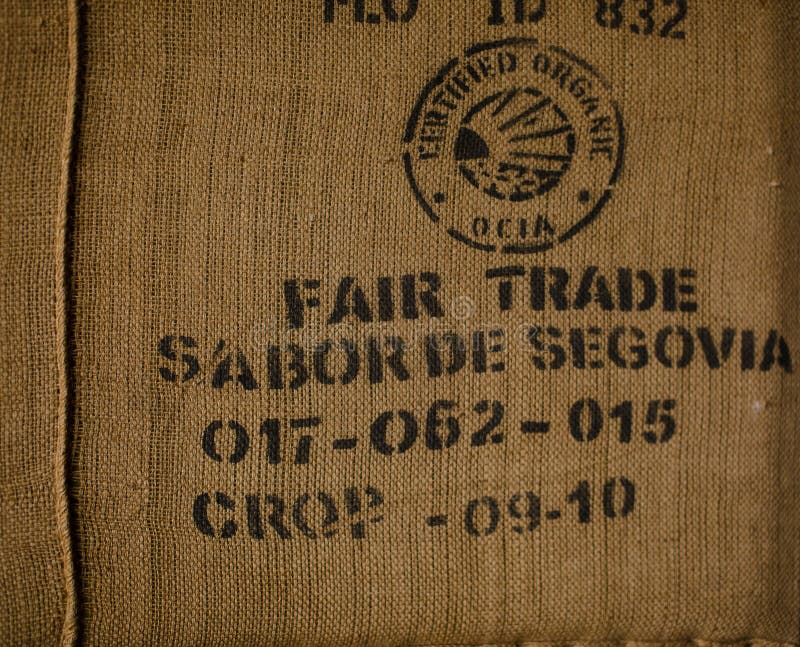 FLO ID 832
CERTIFIED ORGANIC
OCIA
FAIR TRADE
SABOR DE SEGOVIA
017-062-015
CROP - 09-10